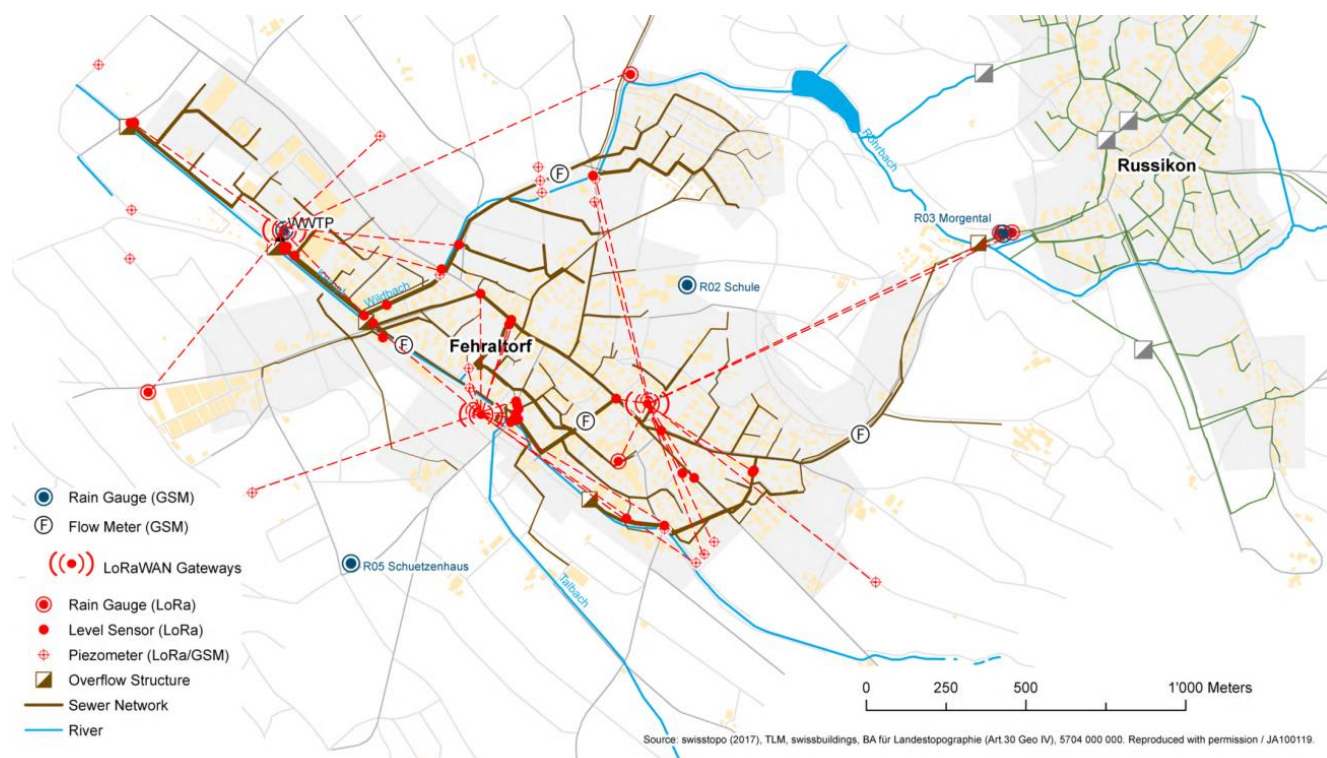 Röhrbach
Russikon
R03 Morgental
WWTP
R02 Schule
Wildbach
Fehraltorf
F
F
F
F
R05 Schuetzenhaus
Talbach
Rain Gauge (GSM)
F Flow Meter (GSM)
LoRaWAN Gateways
Rain Gauge (LoRa)
Level Sensor (LoRa)
Piezometer (LoRa/GSM)
Overflow Structure
Sewer Network
River
0 250 500 1'000 Meters
Source: swisstopo (2017), TLM, swissbuildings, BA für Landestopographie (Art.30 Geo IV), 5704 000 000. Reproduced with permission / JA100119.